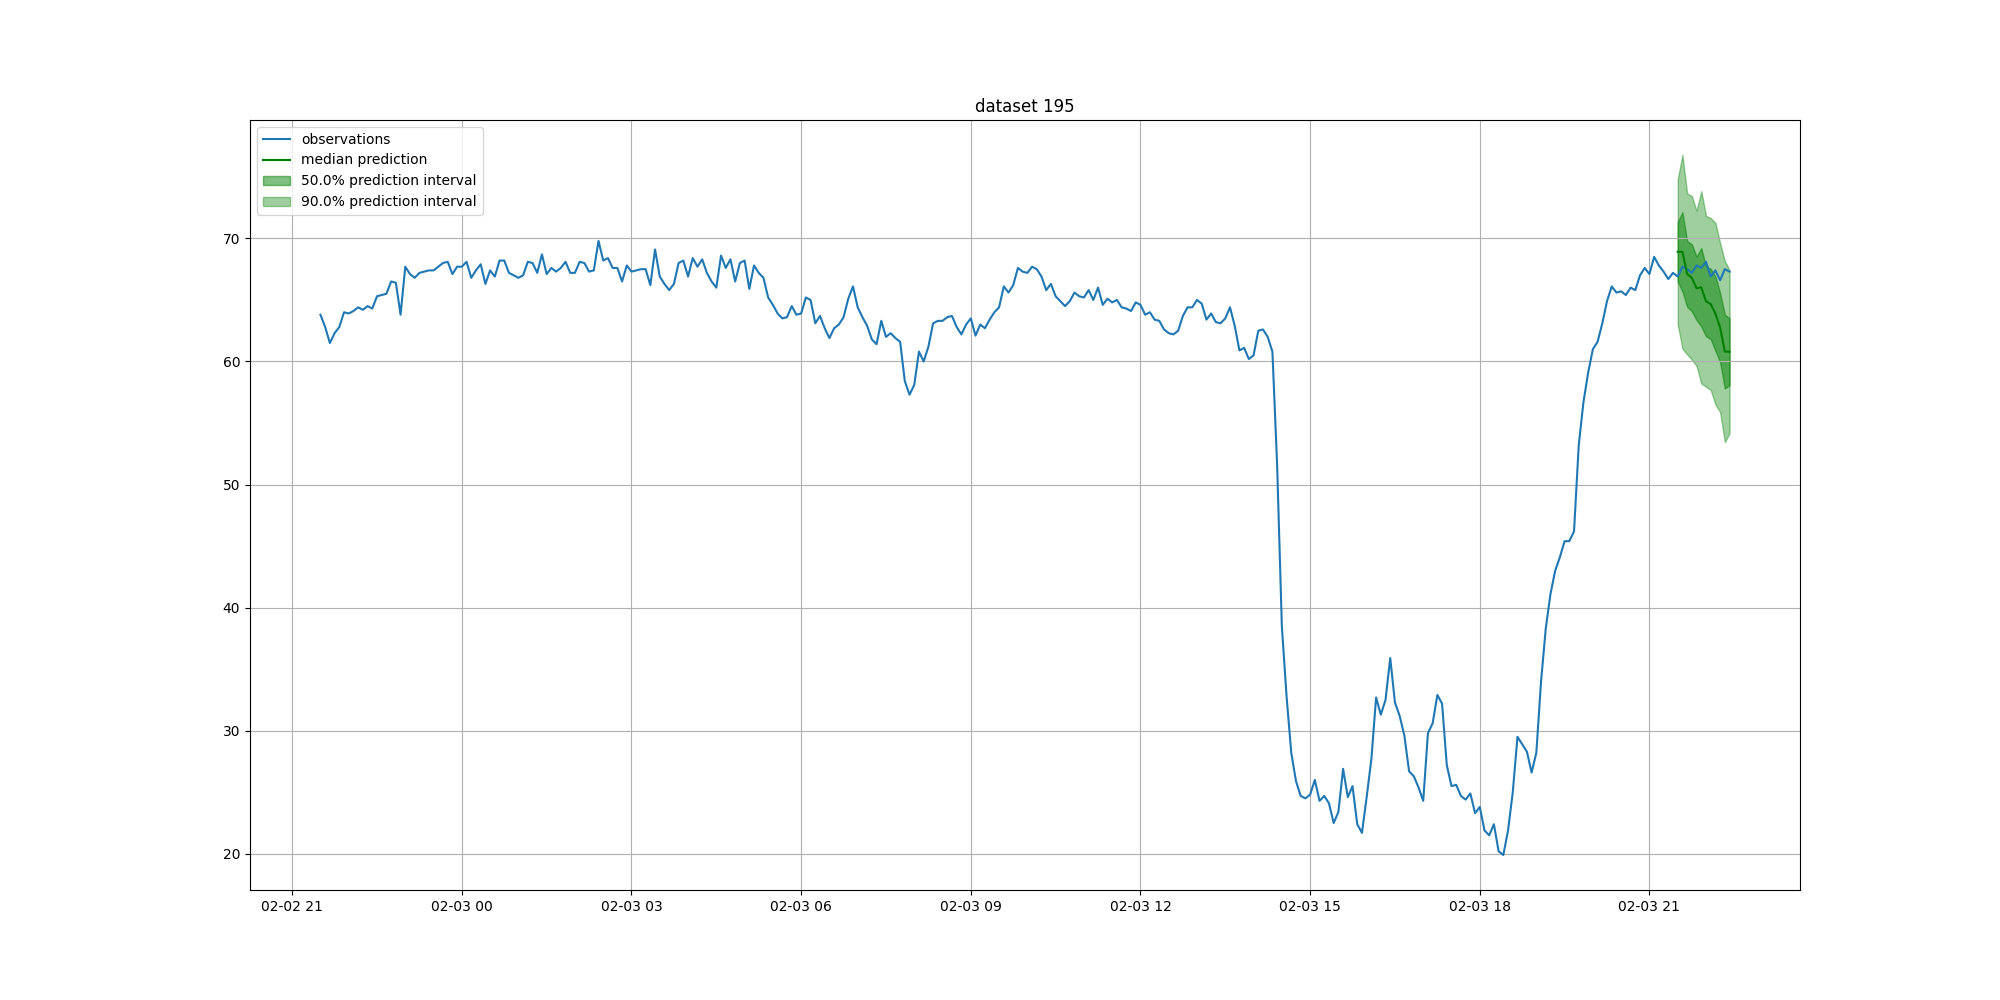 dataset 195
observations
median prediction
50.0% prediction interval
90.0% prediction interval
70
60
50
40
30
20
02-02 21 02-03 00 02-03 03 02-03 06 02-03 09 02-03 12 02-03 15 02-03 18 02-03 21